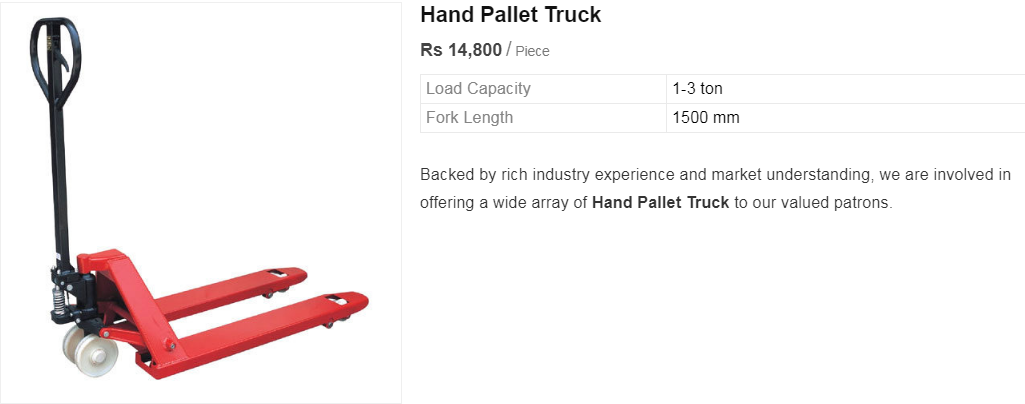 Hand Pallet Truck
Rs 14,800 / Piece
Load Capacity 1-3 ton
Fork Length 1500 mm
Backed by rich industry experience and market understanding, we are involved in
offering a wide array of Hand Pallet Truck to our valued patrons.